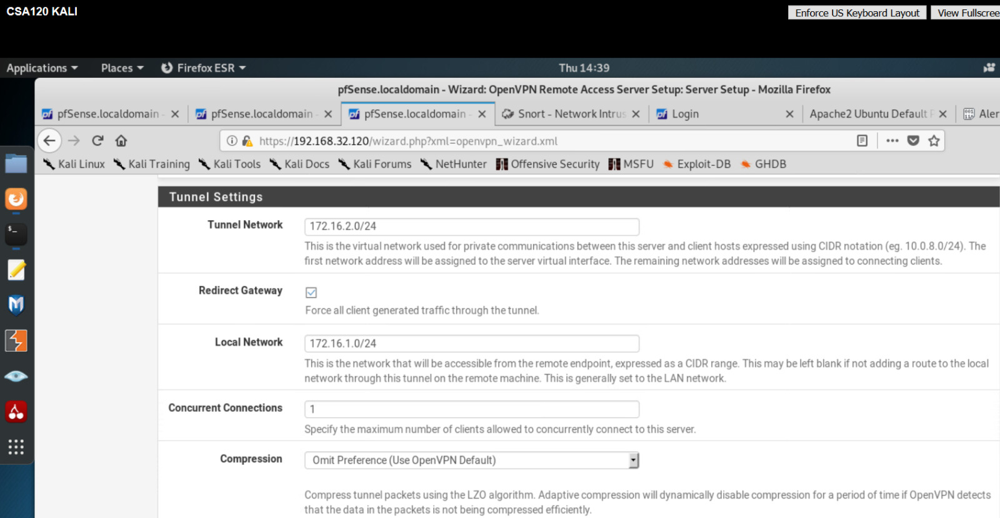 CSA120 KALI
Enforce US Keyboard Layout
View Fullscree
Applications
Places
Firefox ESR
Thu 14:39
pfSense.localdomain - Wizard: OpenVPN Remote Access Server Setup: Server Setup - Mozilla Firefox
pfSense.localdomain -
pfSense.localdomain -
pfSense.localdomain -
Snort - Network Intrus
Login
Apache2 Ubuntu Default P
Aler
https://192.168.32.120/wizard.php?xml=openvpn_wizard.xml
Kali Linux
Kali Training
Kali Tools
Kali Docs
Kali Forums
NetHunter
Offensive Security
MSFU
Exploit-DB
GHDB
Tunnel Settings
Tunnel Network
172.16.2.0/24
This is the virtual network used for private communications between this server and client hosts expressed using CIDR notation (eg. 10.0.8.0/24). The
first network address will be assigned to the server virtual interface. The remaining network addresses will be assigned to connecting clients.
Redirect Gateway
Force all client generated traffic through the tunnel.
Local Network
172.16.1.0/24
This is the network that will be accessible from the remote endpoint, expressed as a CIDR range. This may be left blank if not adding a route to the local
network through this tunnel on the remote machine. This is generally set to the LAN network.
Concurrent Connections
1
Specify the maximum number of clients allowed to concurrently connect to this server.
Compression
Omit Preference (Use OpenVPN Default)
Compress tunnel packets using the LZO algorithm. Adaptive compression will dynamically disable compression for a period of time if OpenVPN detects
that the data in the packets is not being compressed efficiently.